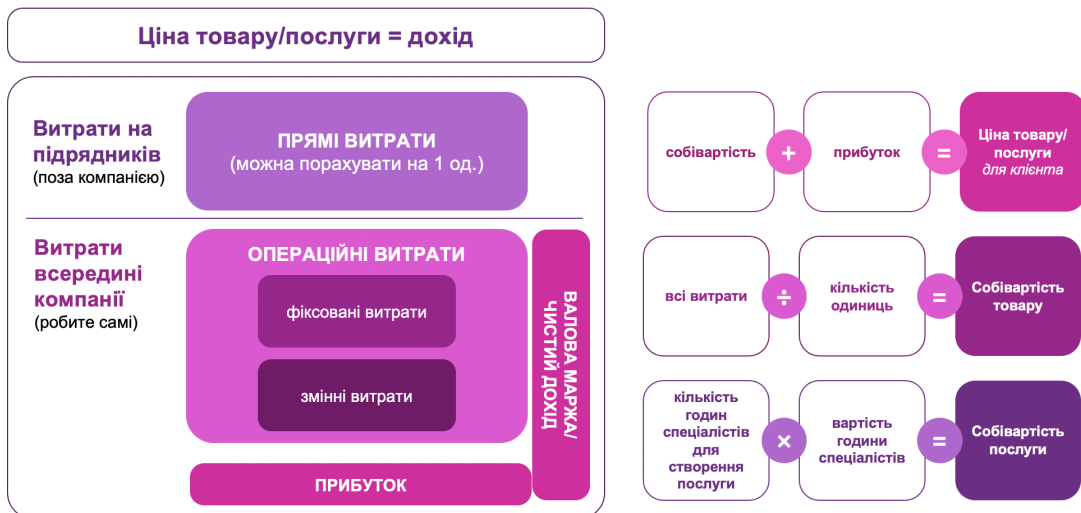 Ціна товару/послуги = дохід
Витрати на
підрядників
(поза компанією)
ПРЯМІ ВИТРАТИ
(можна порахувати на 1 од.)
Витрати
всередині
компанії
(робите самі)
ОПЕРАЦІЙНІ ВИТРАТИ
фіксовані витрати
змінні витрати
ВАЛОВА МАРЖА/
ЧИСТИЙ ДОХІД
ПРИБУТОК
собівартість
+
прибуток
=
Ціна товару/
послуги
для клієнта
всі витрати
÷
кількість
одиниць
=
Собівартість
товару
кількість
годин
спеціалістів
для
створення
послуги
×
вартість
години
спеціалістів
=
Собівартість
послуги